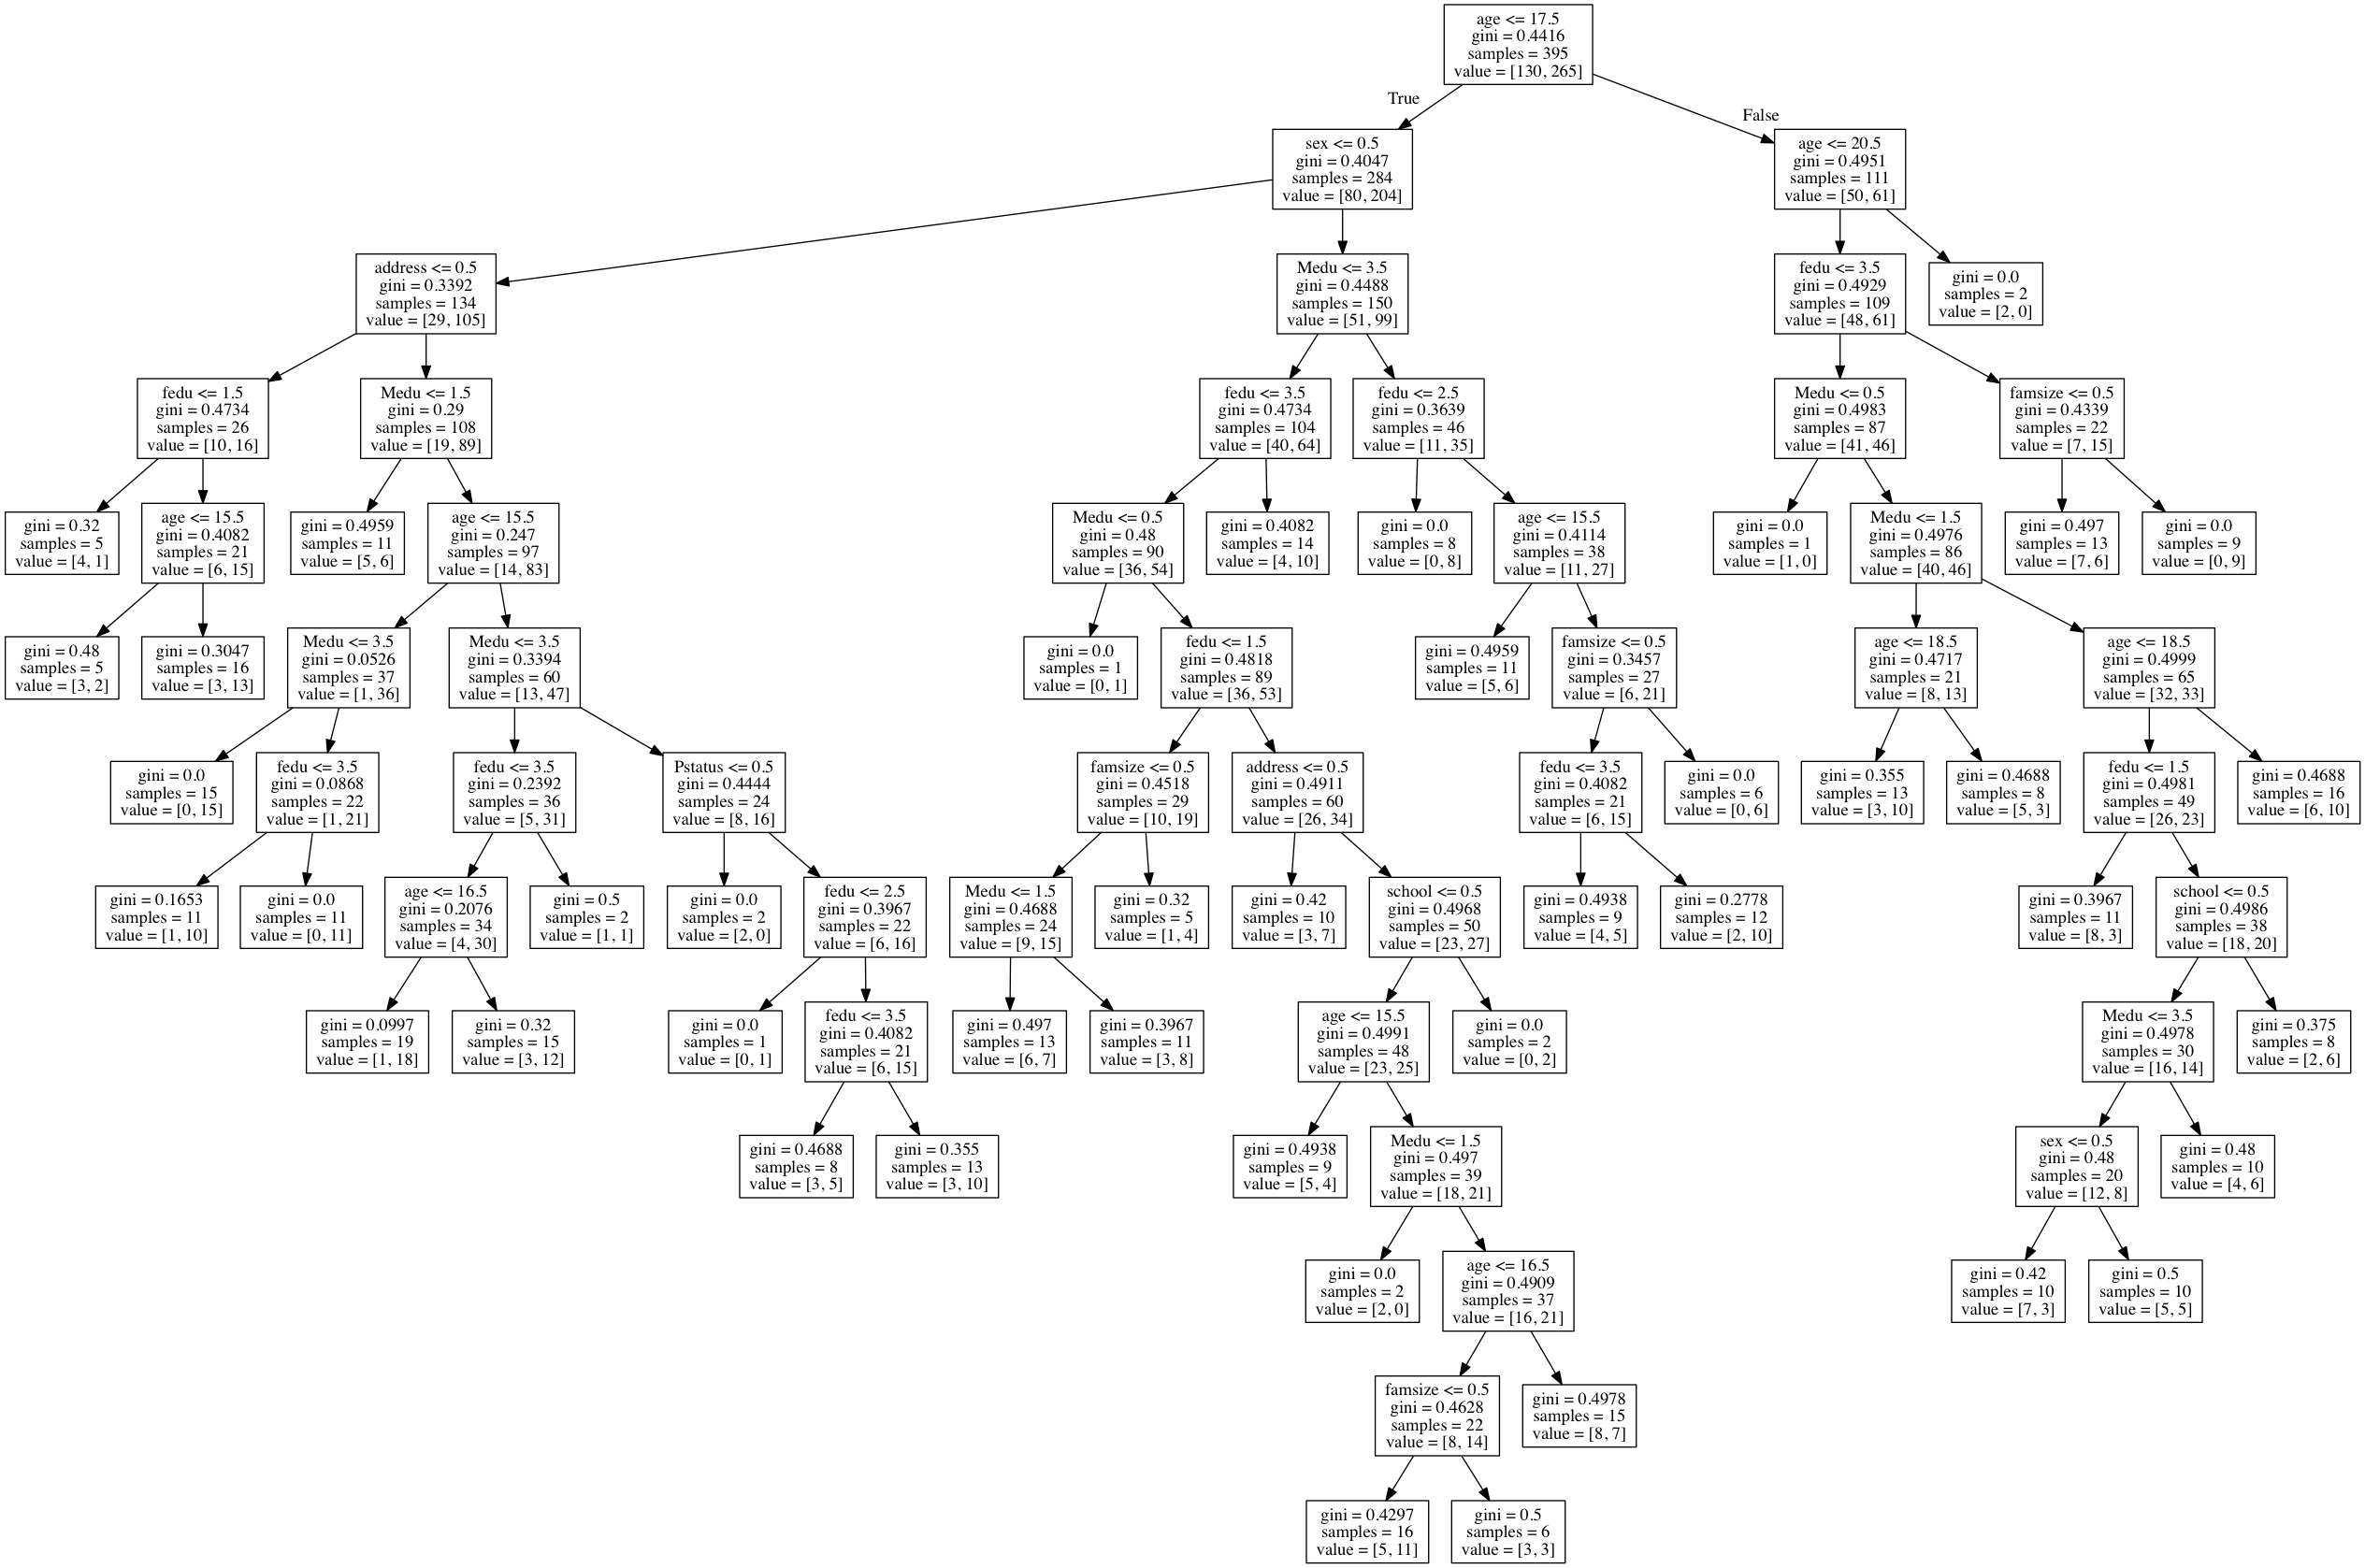 age <= 17.5
gini = 0.4416
samples = 395
value = [130, 265]
True
False
sex <= 0.5
gini = 0.4047
samples = 284
value = [80, 204]
age <= 20.5
gini = 0.4951
samples = 111
value = [50, 61]
address <= 0.5
gini = 0.3392
samples = 134
value = [29, 105]
Medu <= 3.5
gini = 0.4488
samples = 150
value = [51, 99]
fedu <= 3.5
gini = 0.4929
samples = 109
value = [48, 61]
gini = 0.0
samples = 2
value = [2, 0]
fedu <= 1.5
gini = 0.4734
samples = 26
value = [10, 16]
Medu <= 1.5
gini = 0.29
samples = 108
value = [19, 89]
fedu <= 3.5
gini = 0.4734
samples = 104
value = [40, 64]
fedu <= 2.5
gini = 0.3639
samples = 46
value = [11, 35]
Medu <= 0.5
gini = 0.4983
samples = 87
value = [41, 46]
famsize <= 0.5
gini = 0.4339
samples = 22
value = [7, 15]
gini = 0.32
samples = 5
value = [4, 1]
age <= 15.5
gini = 0.4082
samples = 21
value = [6, 15]
gini = 0.4959
samples = 11
value = [5, 6]
age <= 15.5
gini = 0.247
samples = 97
value = [14, 83]
Medu <= 0.5
gini = 0.48
samples = 90
value = [36, 54]
gini = 0.4082
samples = 14
value = [4, 10]
gini = 0.0
samples = 8
value = [0, 8]
age <= 15.5
gini = 0.4114
samples = 38
value = [11, 27]
gini = 0.0
samples = 1
value = [1, 0]
Medu <= 1.5
gini = 0.4976
samples = 86
value = [40, 46]
gini = 0.497
samples = 13
value = [7, 6]
gini = 0.0
samples = 9
value = [0, 9]
gini = 0.48
samples = 5
value = [3, 2]
gini = 0.3047
samples = 16
value = [3, 13]
Medu <= 3.5
gini = 0.0526
samples = 37
value = [1, 36]
Medu <= 3.5
gini = 0.3394
samples = 60
value = [13, 47]
gini = 0.0
samples = 1
value = [0, 1]
fedu <= 1.5
gini = 0.4818
samples = 89
value = [36, 53]
gini = 0.4959
samples = 11
value = [5, 6]
famsize <= 0.5
gini = 0.3457
samples = 27
value = [6, 21]
age <= 18.5
gini = 0.4717
samples = 21
value = [8, 13]
age <= 18.5
gini = 0.4999
samples = 65
value = [32, 33]
gini = 0.0
samples = 15
value = [0, 15]
fedu <= 3.5
gini = 0.0868
samples = 22
value = [1, 21]
fedu <= 3.5
gini = 0.2392
samples = 36
value = [5, 31]
Pstatus <= 0.5
gini = 0.4444
samples = 24
value = [8, 16]
famsize <= 0.5
gini = 0.4518
samples = 29
value = [10, 19]
address <= 0.5
gini = 0.4911
samples = 60
value = [26, 34]
fedu <= 3.5
gini = 0.4082
samples = 21
value = [6, 15]
gini = 0.0
samples = 6
value = [0, 6]
gini = 0.355
samples = 13
value = [3, 10]
gini = 0.4688
samples = 8
value = [5, 3]
fedu <= 1.5
gini = 0.4981
samples = 49
value = [26, 23]
gini = 0.4688
samples = 16
value = [6, 10]
gini = 0.1653
samples = 11
value = [1, 10]
gini = 0.0
samples = 11
value = [0, 11]
age <= 16.5
gini = 0.2076
samples = 34
value = [4, 30]
gini = 0.5
samples = 2
value = [1, 1]
gini = 0.0
samples = 2
value = [2, 0]
fedu <= 2.5
gini = 0.3967
samples = 22
value = [6, 16]
Medu <= 1.5
gini = 0.4688
samples = 24
value = [9, 15]
gini = 0.32
samples = 5
value = [1, 4]
gini = 0.42
samples = 10
value = [3, 7]
school <= 0.5
gini = 0.4968
samples = 50
value = [23, 27]
gini = 0.4938
samples = 9
value = [4, 5]
gini = 0.2778
samples = 12
value = [2, 10]
gini = 0.3967
samples = 11
value = [8, 3]
school <= 0.5
gini = 0.4986
samples = 38
value = [18, 20]
gini = 0.0997
samples = 19
value = [1, 18]
gini = 0.32
samples = 15
value = [3, 12]
gini = 0.0
samples = 1
value = [0, 1]
fedu <= 3.5
gini = 0.4082
samples = 21
value = [6, 15]
gini = 0.497
samples = 13
value = [6, 7]
gini = 0.3967
samples = 11
value = [3, 8]
age <= 15.5
gini = 0.4991
samples = 48
value = [23, 25]
gini = 0.0
samples = 2
value = [0, 2]
Medu <= 3.5
gini = 0.4978
samples = 30
value = [16, 14]
gini = 0.375
samples = 8
value = [2, 6]
gini = 0.4688
samples = 8
value = [3, 5]
gini = 0.355
samples = 13
value = [3, 10]
gini = 0.4938
samples = 9
value = [5, 4]
Medu <= 1.5
gini = 0.497
samples = 39
value = [18, 21]
sex <= 0.5
gini = 0.48
samples = 20
value = [12, 8]
gini = 0.48
samples = 10
value = [4, 6]
gini = 0.0
samples = 2
value = [2, 0]
age <= 16.5
gini = 0.4909
samples = 37
value = [16, 21]
gini = 0.42
samples = 10
value = [7, 3]
gini = 0.5
samples = 10
value = [5, 5]
famsize <= 0.5
gini = 0.4628
samples = 22
value = [8, 14]
gini = 0.4978
samples = 15
value = [8, 7]
gini = 0.4297
samples = 16
value = [5, 11]
gini = 0.5
samples = 6
value = [3, 3]